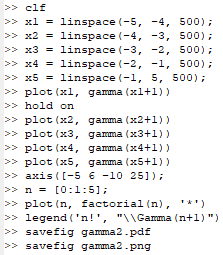 >> clf
>> x1 = linspace(-5, -4, 500);
>> x2 = linspace(-4, -3, 500);
>> x3 = linspace(-3, -2, 500);
>> x4 = linspace(-2, -1, 500);
>> x5 = linspace(-1, 5, 500);
>> plot(x1, gamma(x1+1))
>> hold on
>> plot(x2, gamma(x2+1))
>> plot(x3, gamma(x3+1))
>> plot(x4, gamma(x4+1))
>> plot(x5, gamma(x5+1))
>> axis([-5 6 -10 25]);
>> n = [0:1:5];
>> plot(n, factorial(n), '*')
>> legend('n!', "\\Gamma(n+1)")
>> savefig gamma2.pdf
>> savefig gamma2.png